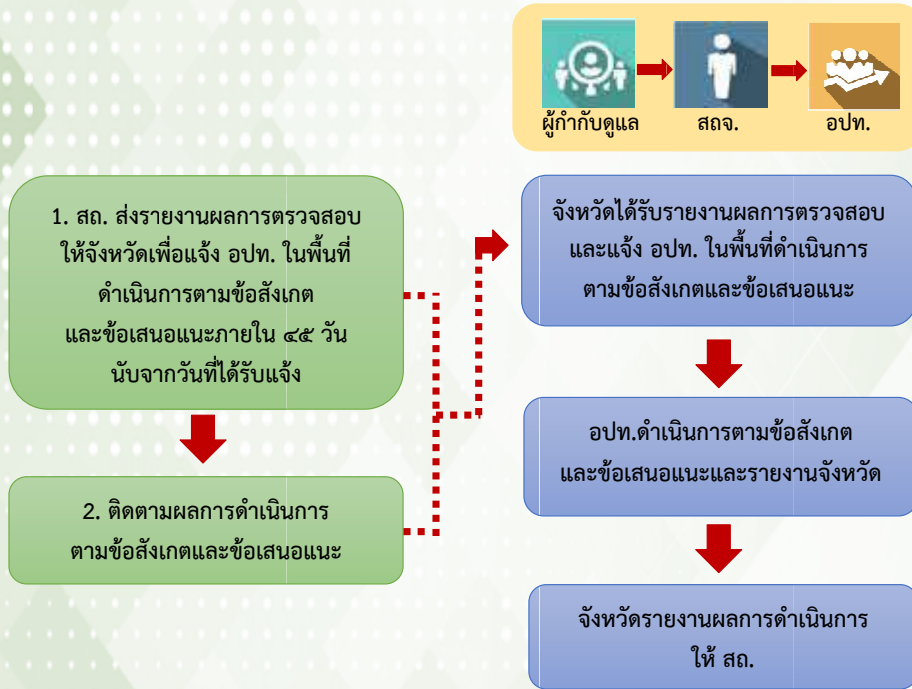 ผู้กำกับดูแล
สถจ.
อปท.
1. สถ. ส่งรายงานผลการตรวจสอบ
ให้จังหวัดเพื่อแจ้ง อปท. ในพื้นที่
ดำเนินการตามข้อสังเกต
และข้อเสนอแนะภายใน ๔๕ วัน
นับจากวันที่ได้รับแจ้ง
2. ติดตามผลการดำเนินการ
ตามข้อสังเกตและข้อเสนอแนะ
จังหวัดได้รับรายงานผลการตรวจสอบ
และแจ้ง อปท. ในพื้นที่ดำเนินการ
ตามข้อสังเกตและข้อเสนอแนะ
อปท.ดำเนินการตามข้อสังเกต
และข้อเสนอแนะและรายงานจังหวัด
จังหวัดรายงานผลการดำเนินการ
ให้ สถ.